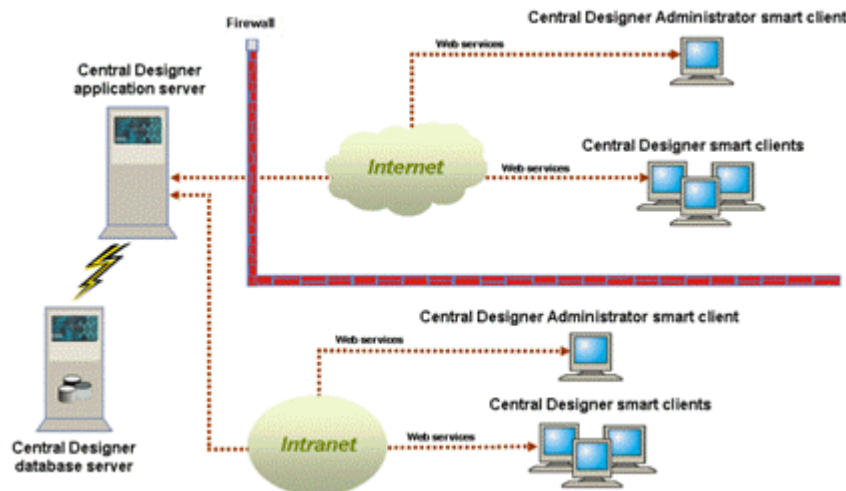 Central Designer Administrator smart client
Firewall
Web services
Central Designer
application server
Central Designer smart clients
Internet
Web services
Central Designer Administrator smart client
Web services
Central Designer smart clients
Intranet
Web services
Central Designer
database server